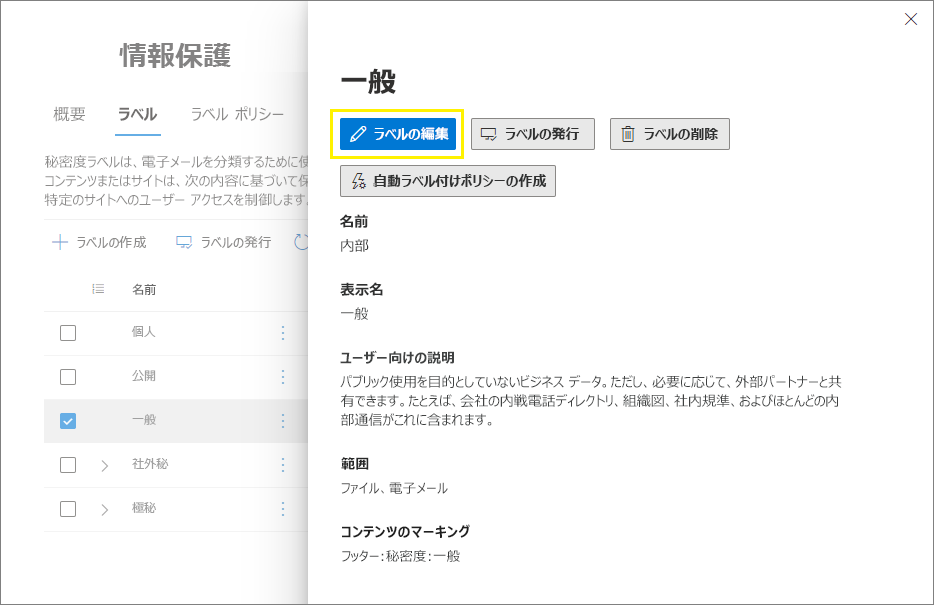 情報保護
概要 ラベル ラベル ポリシー
秘密度ラベルは、電子メールを分類するために使
コンテンツまたはサイトは、次の内容に基づいて保
特定のサイトへのユーザー アクセスを制御します。
ラベルの作成 ラベルの発行
名前
個人
公開
一般
社外秘
極秘
一般
ラベルの編集 ラベルの発行 ラベルの削除
自動ラベル付けポリシーの作成
名前
内部
表示名
一般
ユーザー向けの説明
パブリック使用を目的としていないビジネス データ。ただし、必要に応じて、外部パートナーと共
有できます。たとえば、会社の内戦電話ディレクトリ、組織図、社内規準、およびほとんどの内
部通信がこれに含まれます。
範囲
ファイル、電子メール
コンテンツのマーキング
フッター:秘密度:一般